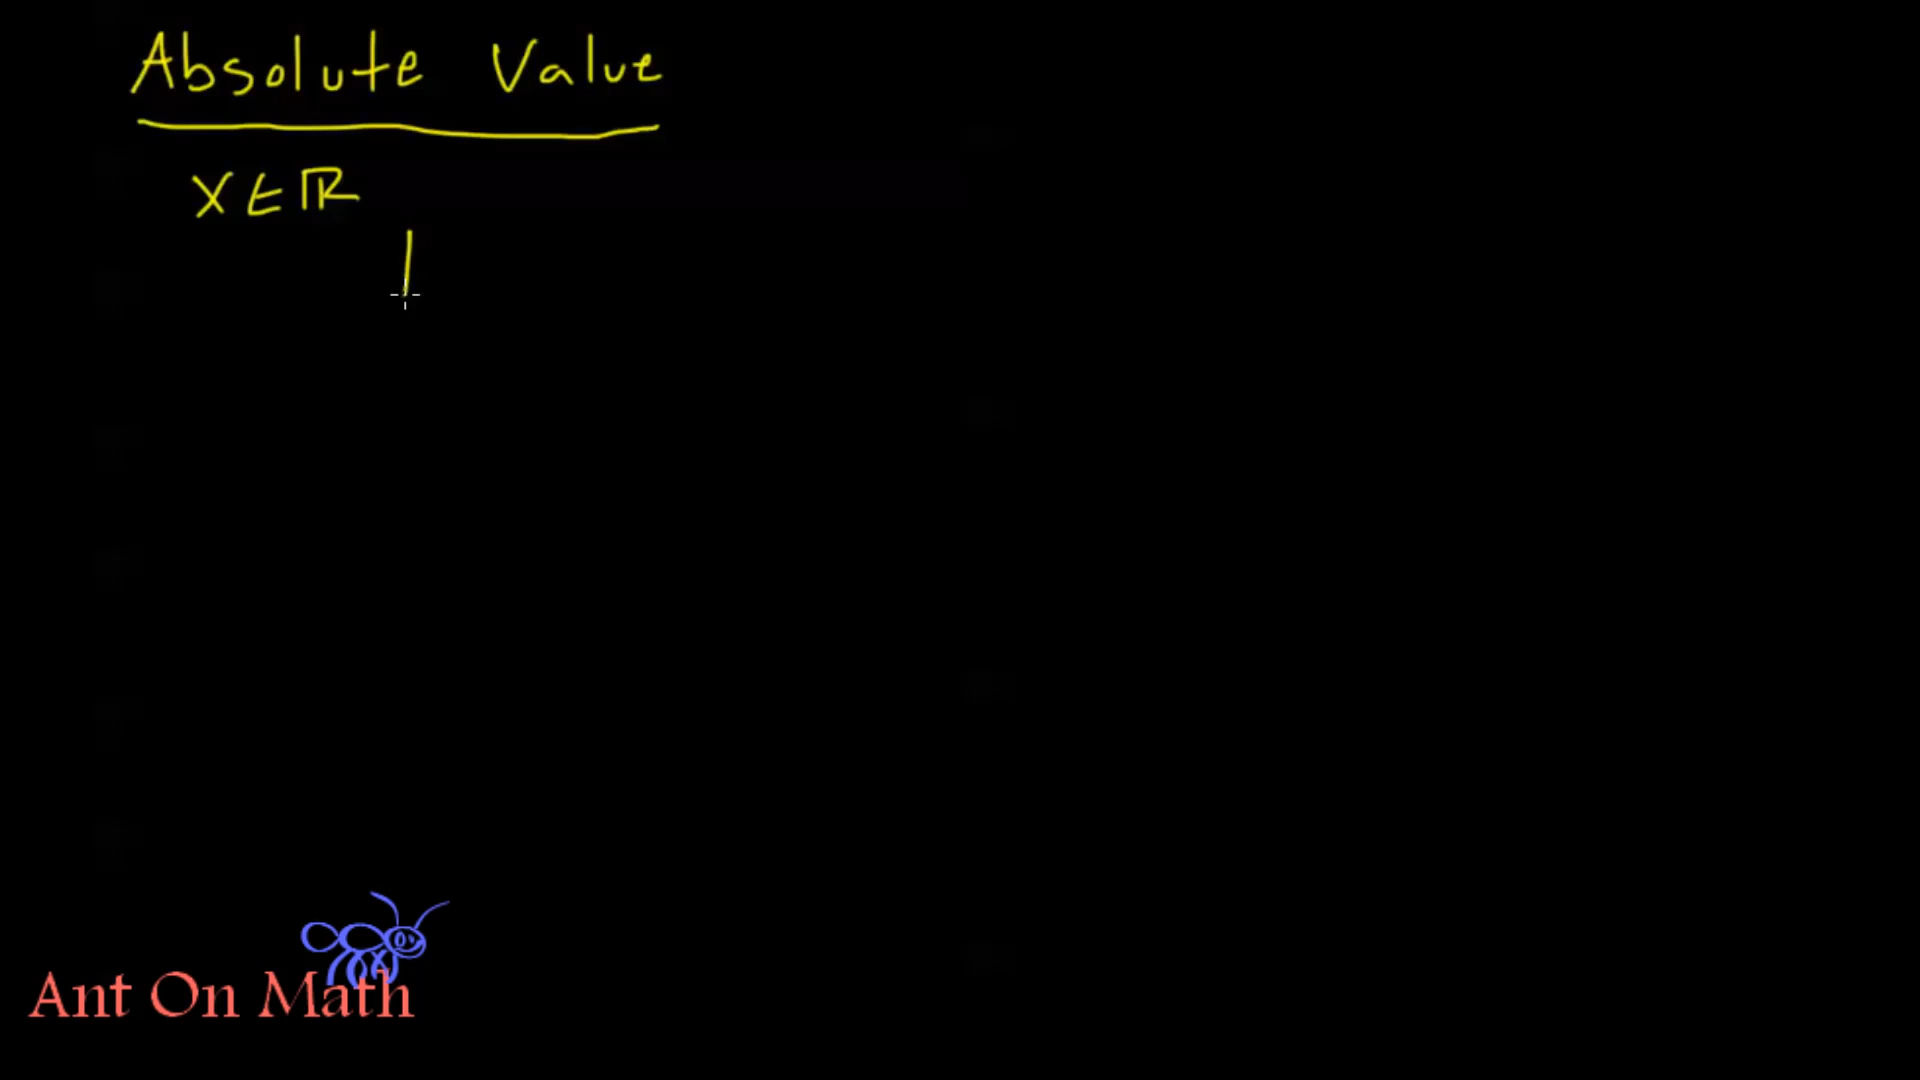 Absolute Value
x ∈ ℝ
|
Ant On Math